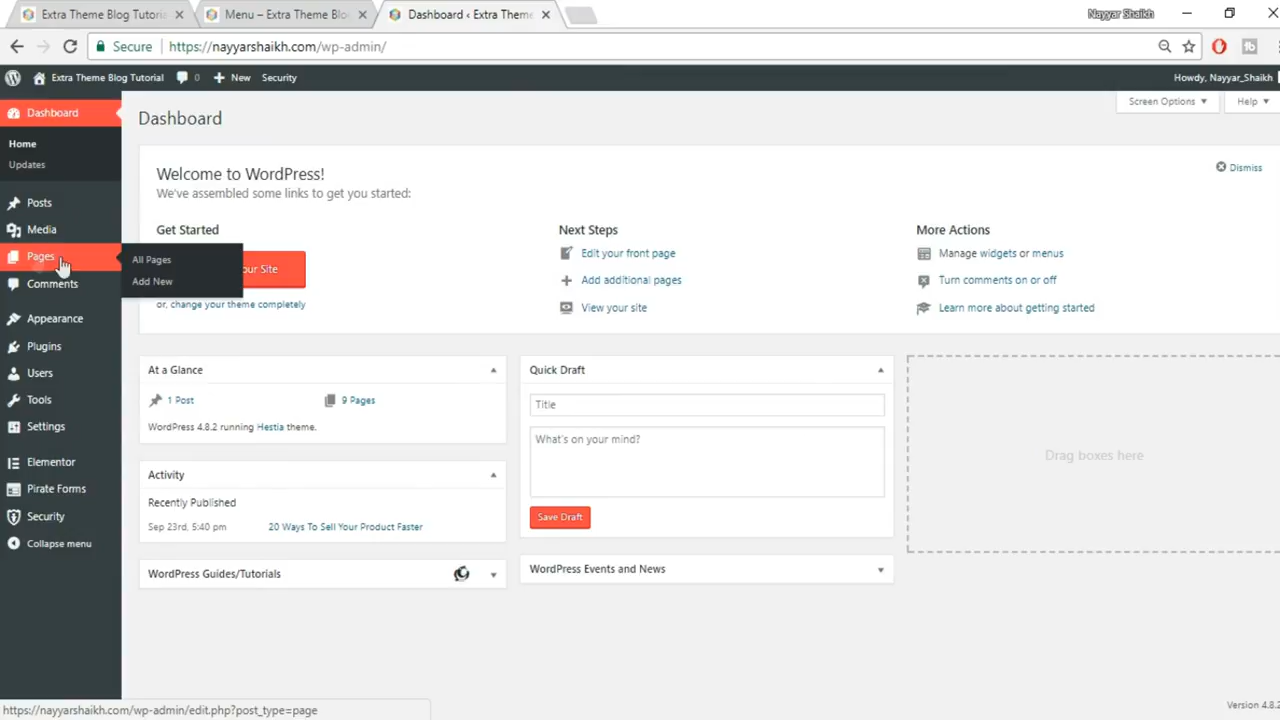 Extra Theme Blog Tutoria
Menu – Extra Theme Blo
Dashboard ‹ Extra Theme
Nayyar Shaikh
Secure https://nayyarshaikh.com/wp-admin/
Extra Theme Blog Tutorial 0 New Security
Howdy, Nayyar_Shaikh
Dashboard
Home
Updates
Posts
Media
Pages
Comments
Appearance
Plugins
Users
Tools
Settings
Elementor
Pirate Forms
Security
Collapse menu
All Pages
Add New
Dashboard
Screen Options
Help
Welcome to WordPress!
We've assembled some links to get you started:
Dismiss
Get Started
our Site
or, change your theme completely
Next Steps
Edit your front page
Add additional pages
View your site
More Actions
Manage widgets or menus
Turn comments on or off
Learn more about getting started
At a Glance
1 Post
9 Pages
WordPress 4.8.2 running Hestia theme.
Activity
Recently Published
Sep 23rd, 5:40 pm 20 Ways To Sell Your Product Faster
WordPress Guides/Tutorials
Quick Draft
Title
What's on your mind?
Save Draft
WordPress Events and News
Drag boxes here
https://nayyarshaikh.com/wp-admin/edit.php?post_type=page
Version 4.8.2